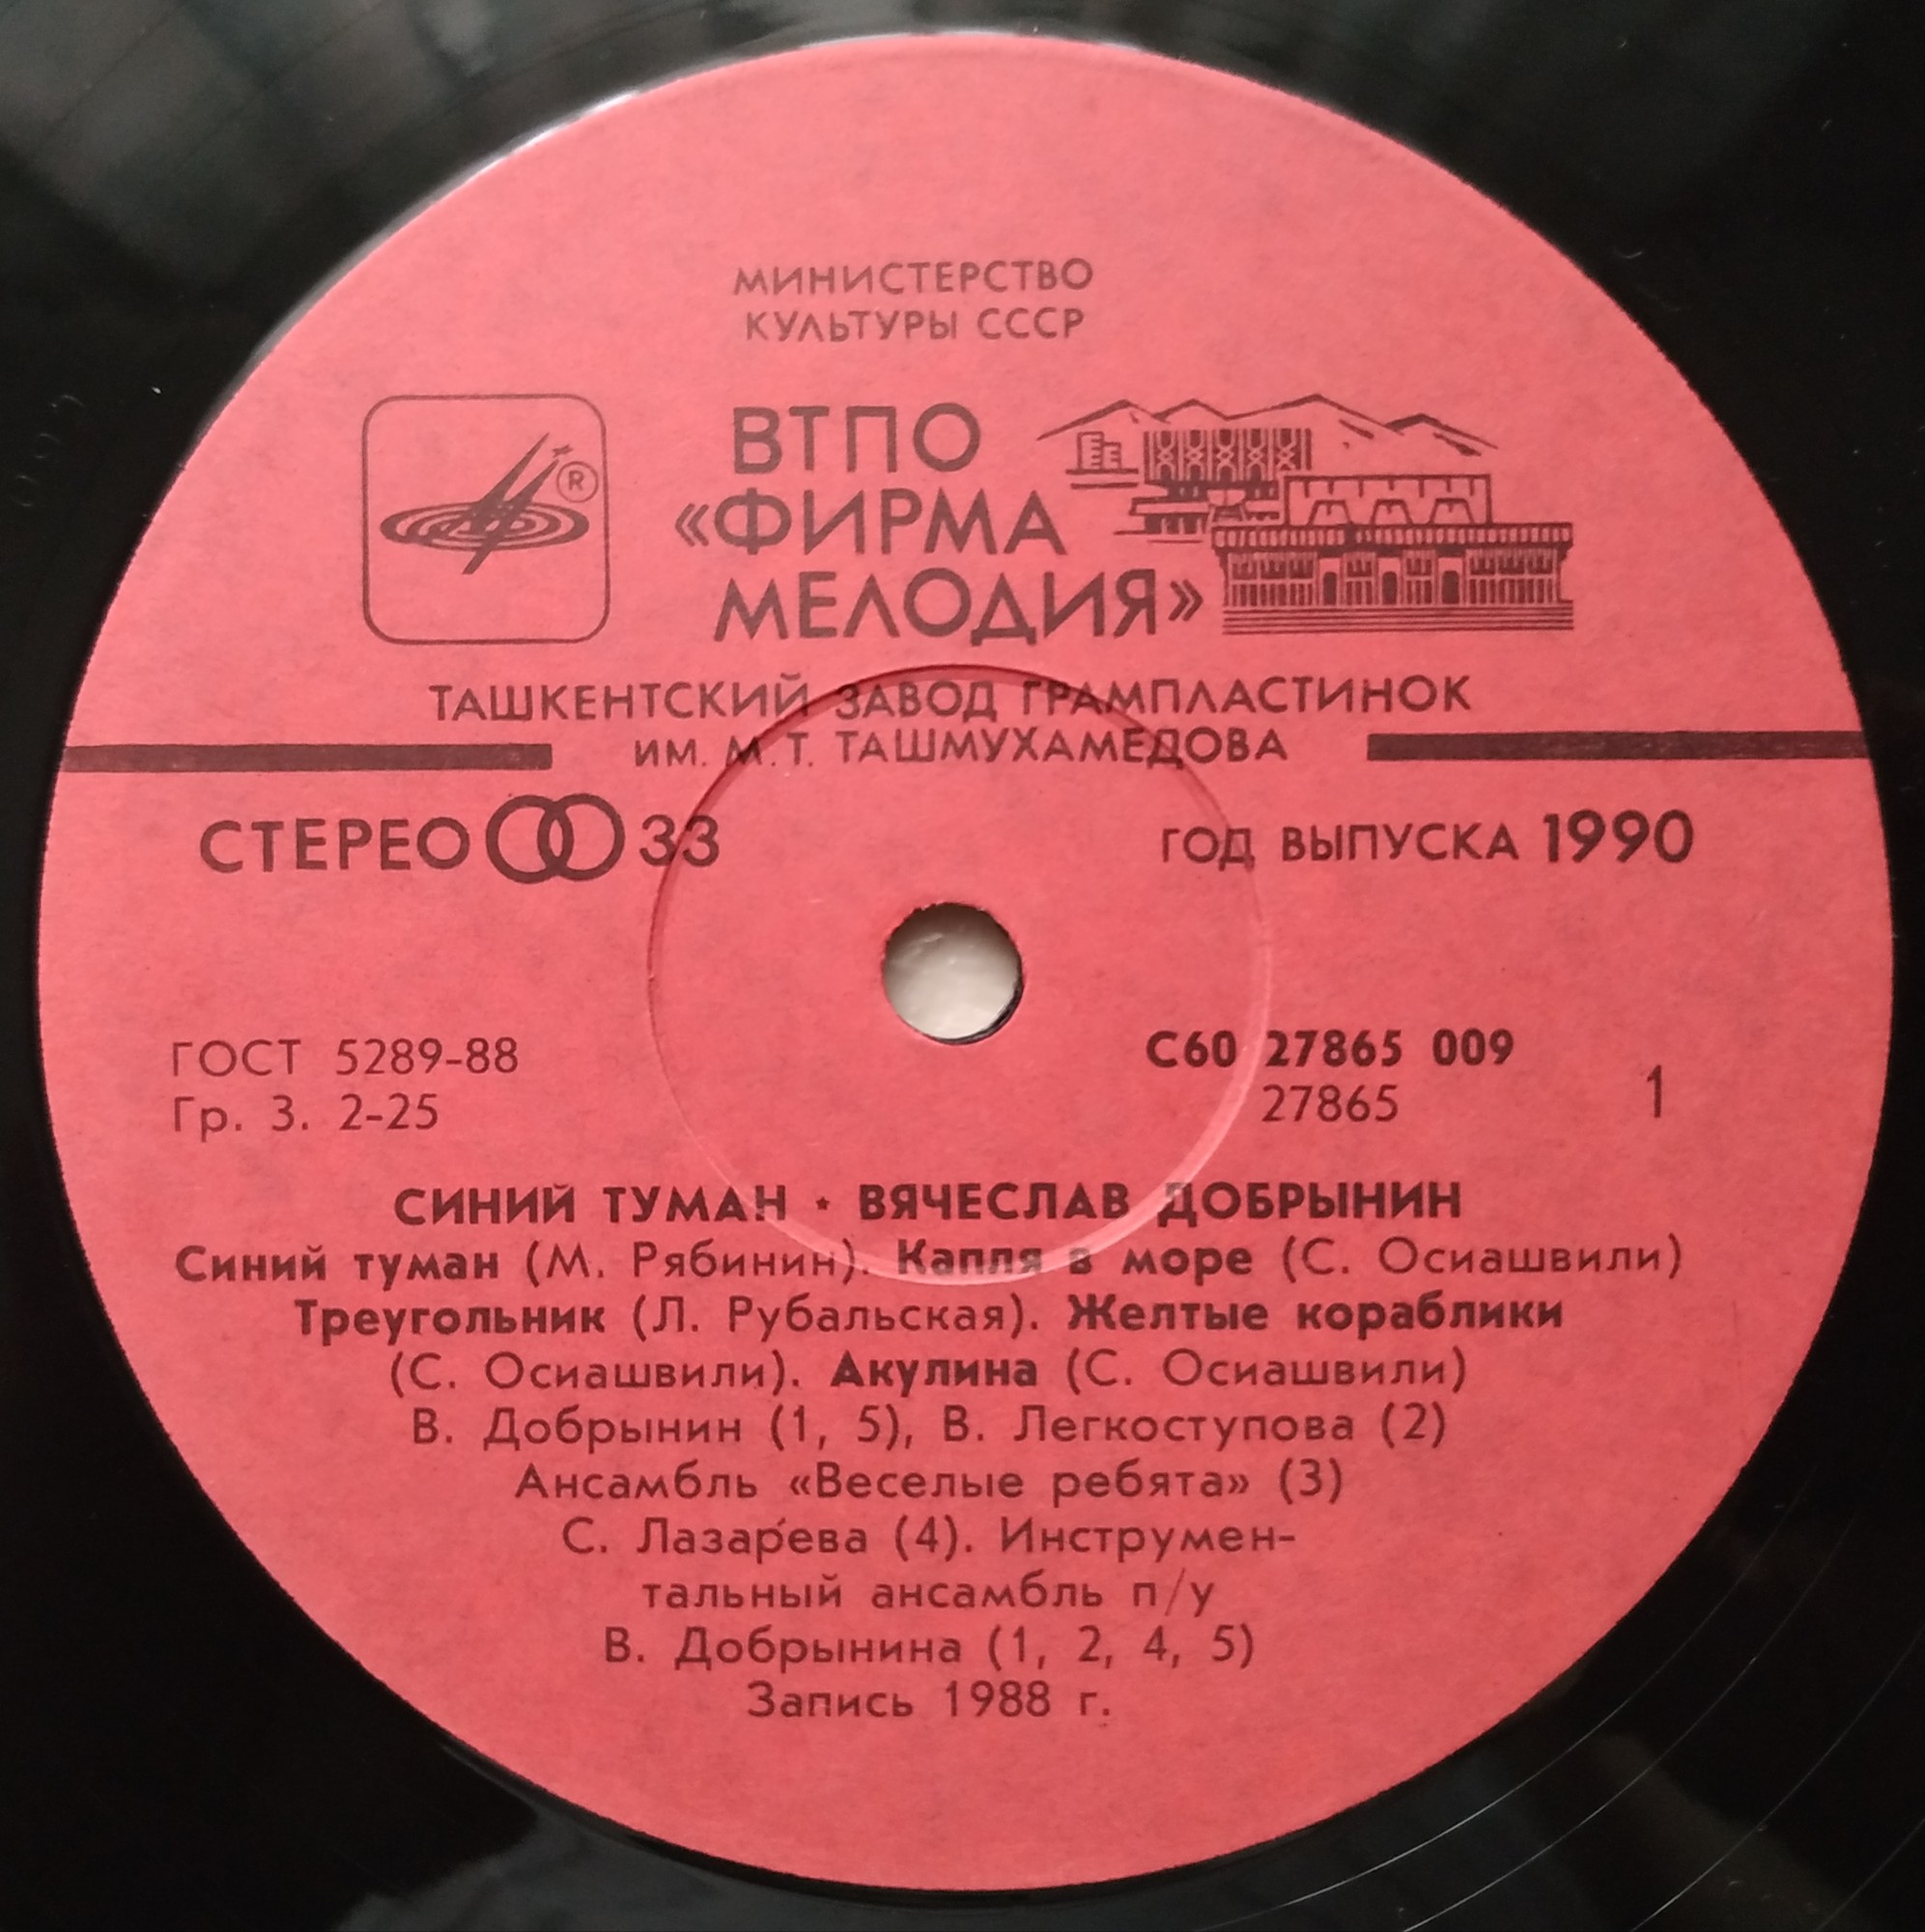 МИНИСТЕРСТВО
КУЛЬТУРЫ СССР
ВТПО
«ФИРМА
МЕЛОДИЯ»
®
ТАШКЕНТСКИЙ ЗАВОД ГРАМПЛАСТИНОК
ИМ. М. Т. ТАШМУХАМЕДОВА
СТЕРЕО 33
ГОД ВЫПУСКА 1990
ГОСТ 5289-88
Гр. 3. 2-25
С60 27865 009
27865
1
СИНИЙ ТУМАН · ВЯЧЕСЛАВ ДОБРЫНИН
Синий туман (М. Рябинин). Капля в море (С. Осиашвили)
Треугольник (Л. Рубальская). Желтые кораблики
(С. Осиашвили). Акулина (С. Осиашвили)
В. Добрынин (1, 5), В. Легкоступова (2)
Ансамбль «Веселые ребята» (3)
С. Лазарева (4). Инструмен-
тальный ансамбль п/у
В. Добрынина (1, 2, 4, 5)
Запись 1988 г.